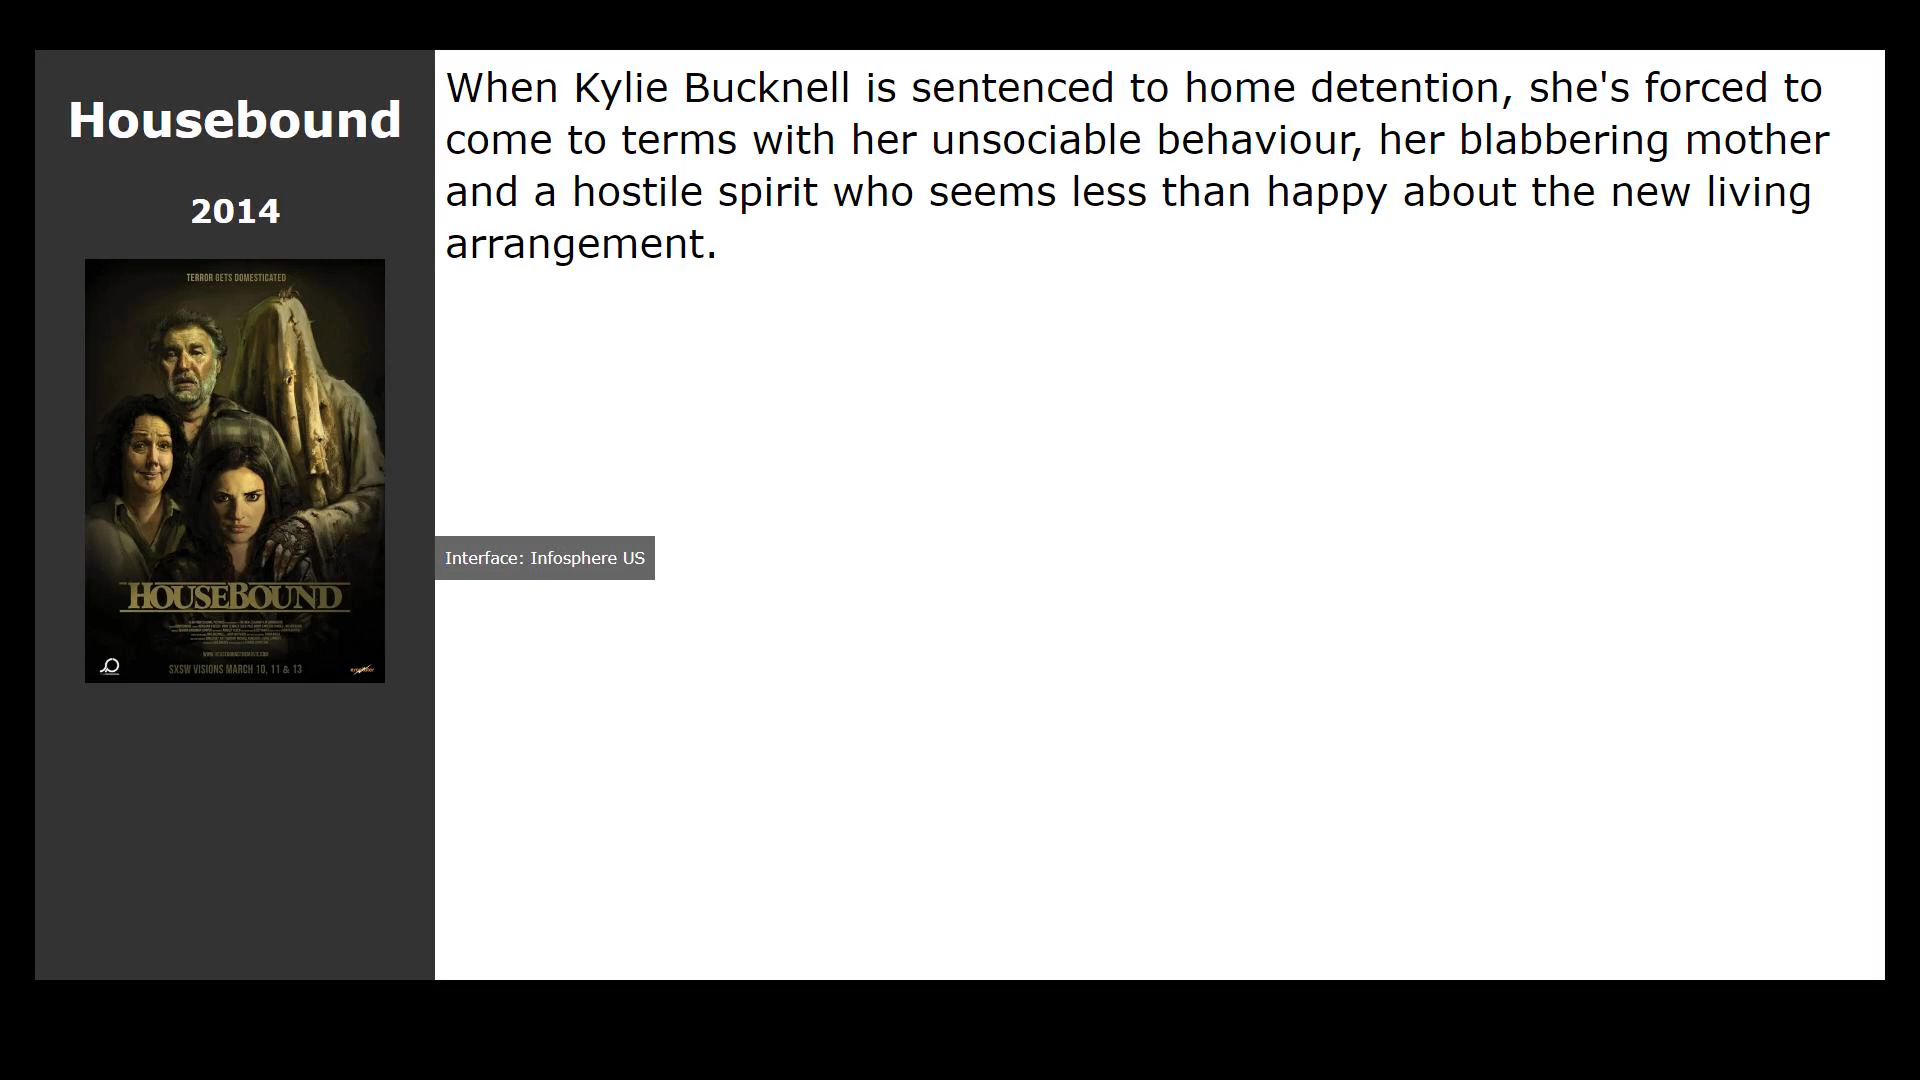 Housebound
2014
TERROR GETS DOMESTICATED
HOUSEBOUND
SXSW VISIONS MARCH 10, 11 & 13
When Kylie Bucknell is sentenced to home detention, she's forced to
come to terms with her unsociable behaviour, her blabbering mother
and a hostile spirit who seems less than happy about the new living
arrangement.
Interface: Infosphere US